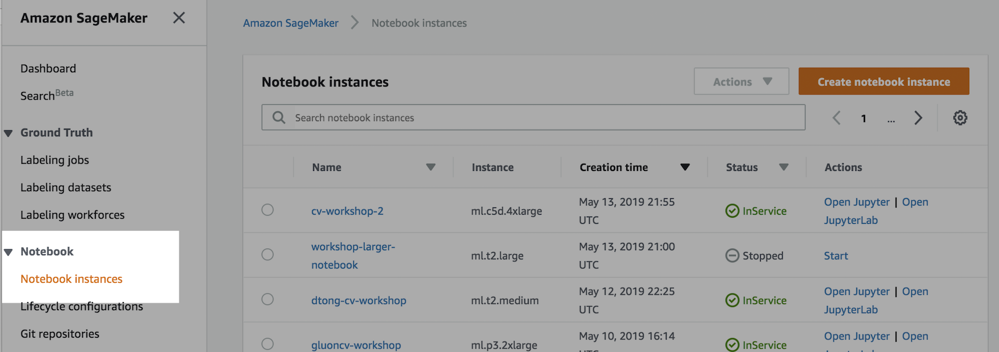 Amazon SageMaker
Dashboard
Search Beta
Ground Truth
Labeling jobs
Labeling datasets
Labeling workforces
Notebook
Notebook instances
Lifecycle configurations
Git repositories
Amazon SageMaker > Notebook instances
Notebook instances
Actions
Create notebook instance
Search notebook instances
1 ...
Name Instance Creation time Status Actions
cv-workshop-2 ml.c5d.4xlarge May 13, 2019 21:55 UTC InService Open Jupyter | Open JupyterLab
workshop-larger-notebook ml.t2.large May 13, 2019 21:00 UTC Stopped Start
dtong-cv-workshop ml.t2.medium May 12, 2019 22:25 UTC InService Open Jupyter | Open JupyterLab
gluoncv-workshop ml.p3.2xlarge May 10, 2019 16:14 InService Open Jupyter | Open